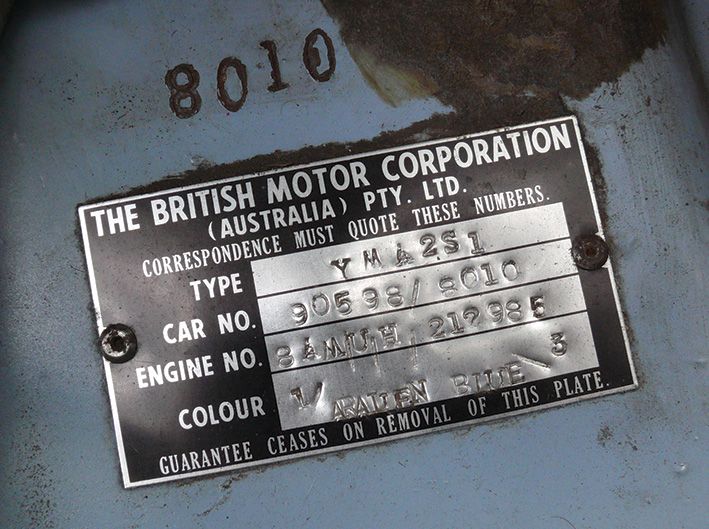 8010
THE BRITISH MOTOR CORPORATION
(AUSTRALIA) PTY. LTD.
CORRESPONDENCE MUST QUOTE THESE NUMBERS.
TYPE YMA2S1
CAR NO. 90598/8010
ENGINE NO. 8AMUH
COLOUR BLUE 3
GUARANTEE CEASES ON REMOVAL OF THIS PLATE.